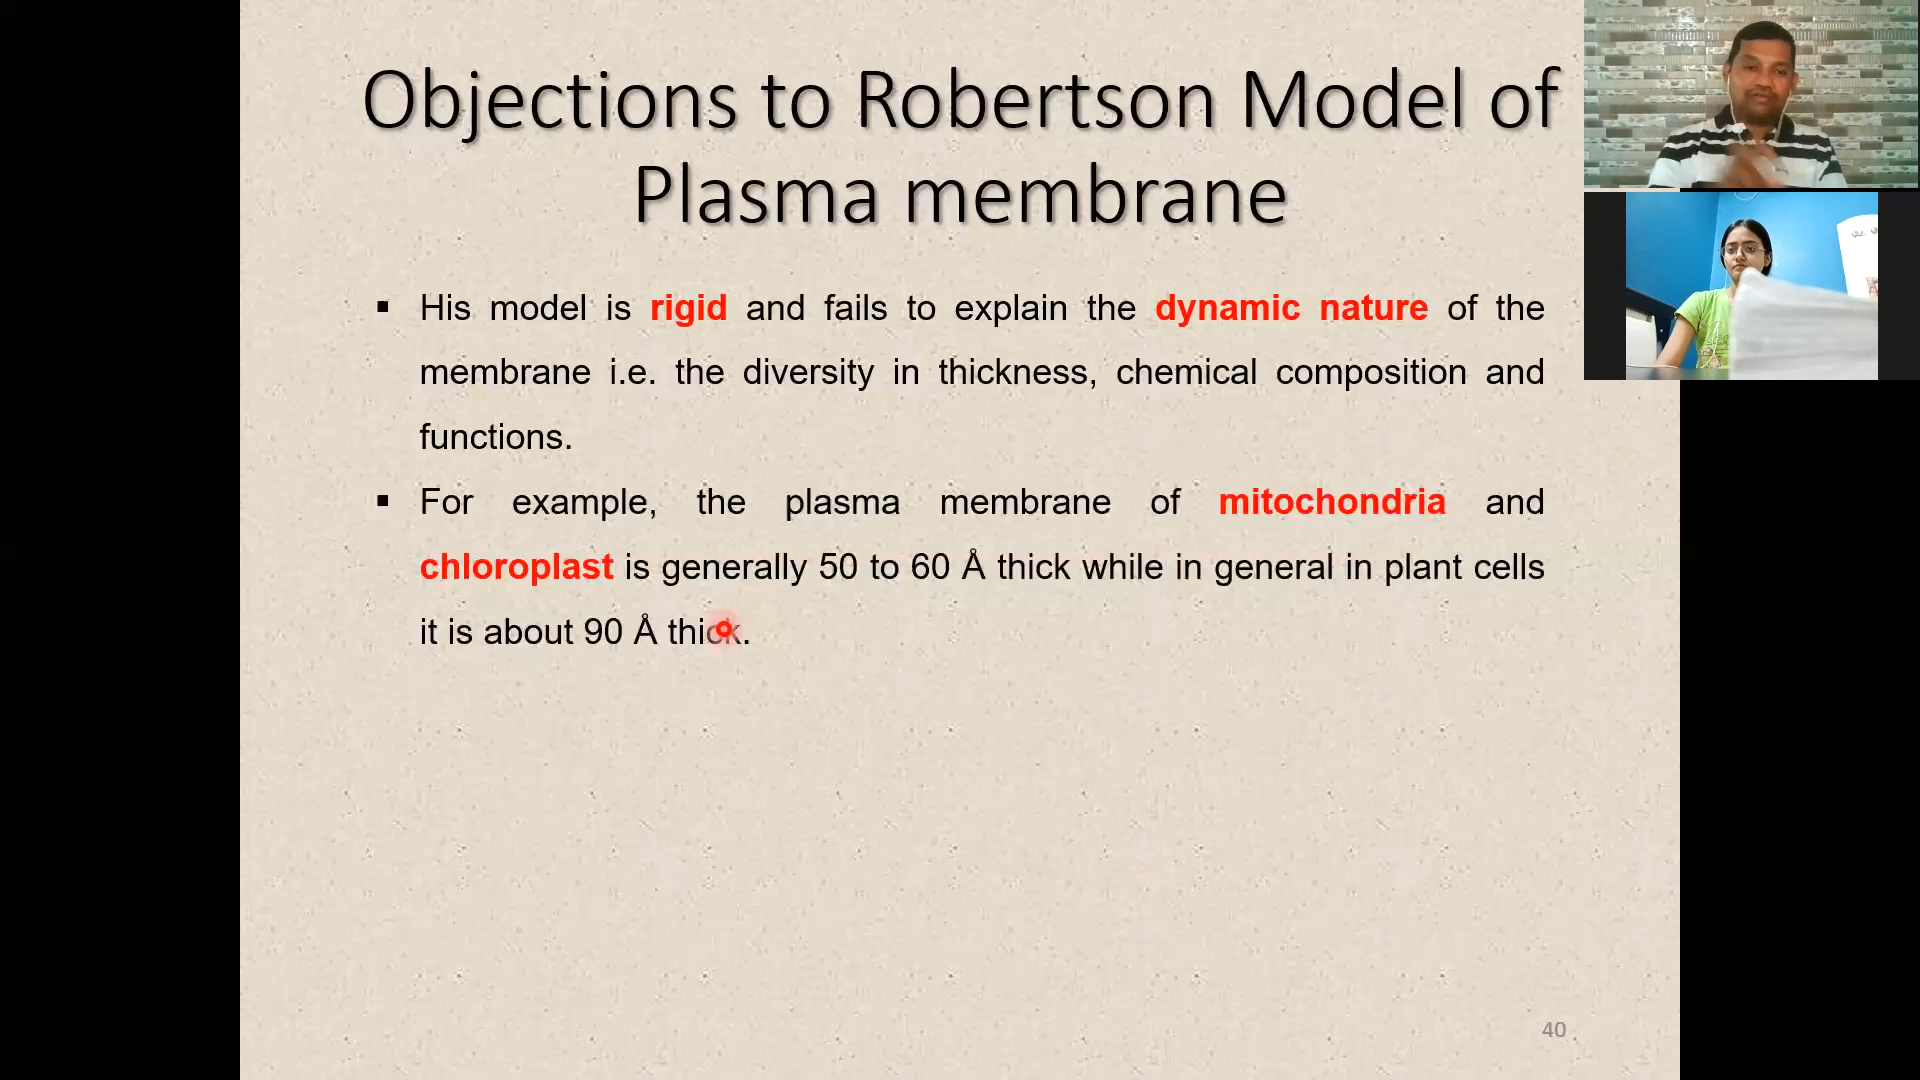 Objections to Robertson Model of
Plasma membrane
▪ His model is rigid and fails to explain the dynamic nature of the
membrane i.e. the diversity in thickness, chemical composition and
functions.
▪ For example, the plasma membrane of mitochondria and
chloroplast is generally 50 to 60 Å thick while in general in plant cells
it is about 90 Å thick.
40